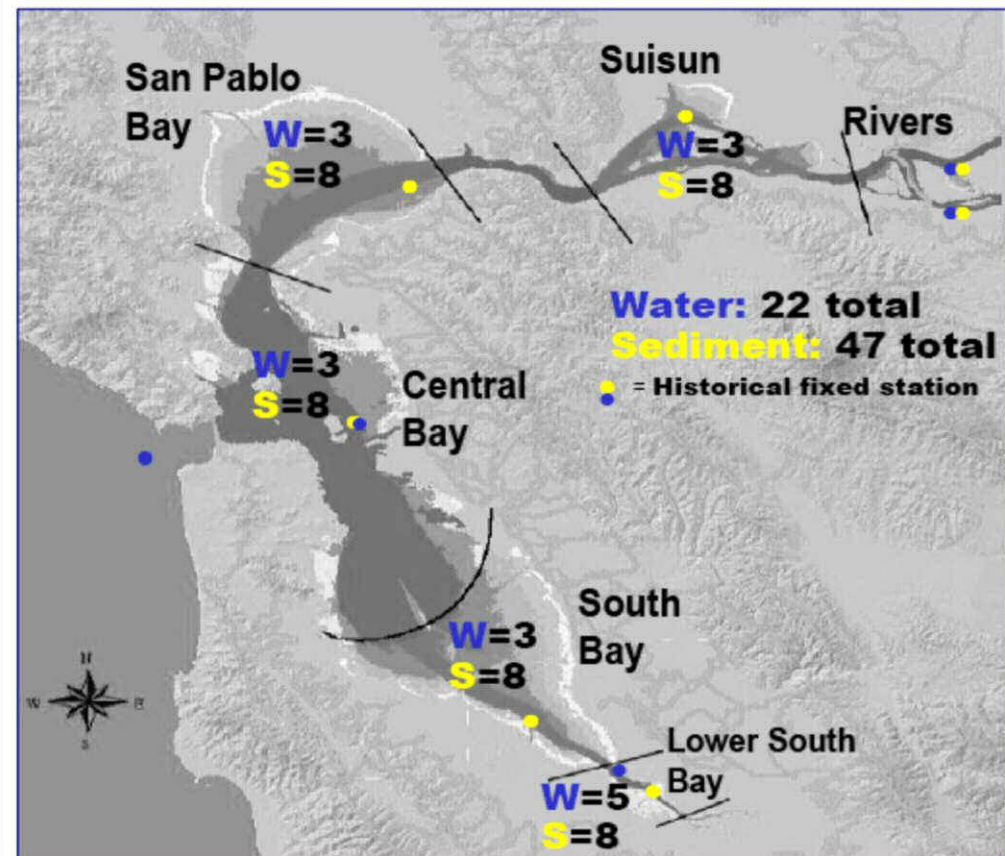 San Pablo
Bay
W=3
S=8
Suisun
W=3
S=8
Rivers
Water: 22 total
Sediment: 47 total
= Historical fixed station
W=3
S=8
Central
Bay
South
Bay
W=3
S=8
Lower South
Bay
W=5
S=8
N
W
E
S